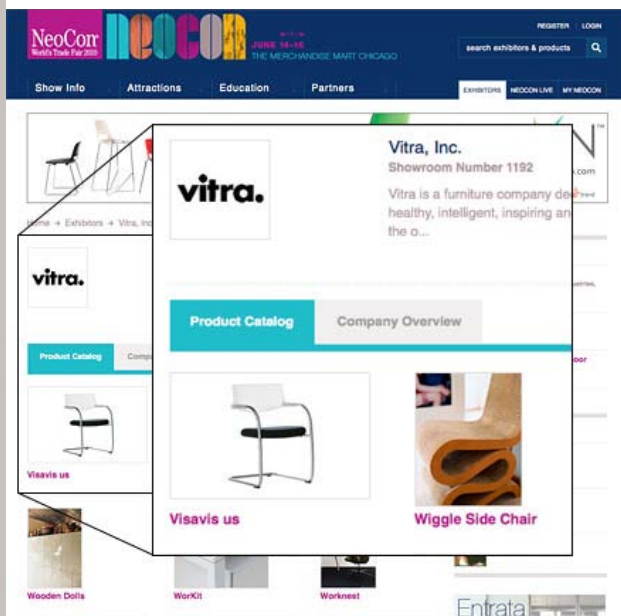 REGISTER LOGIN
NeoCon
World's Trade Fair 2010
NEOCON
JUNE 14-16
THE MERCHANDISE MART CHICAGO
search exhibitors & products
Show Info Attractions Education Partners
EXHIBITORS NEOCON LIVE MY NEOCON
N
.com
trend
Home → Exhibitors → Vitra, Inc
vitra.
Product Catalog
Visavis us
vitra.
Vitra, Inc.
Showroom Number 1192
Vitra is a furniture company de
healthy, intelligent, inspiring an
the o...
Product Catalog Company Overview
Visavis us Wiggle Side Chair
Wooden Dolls WorKit Worknest
Entrata